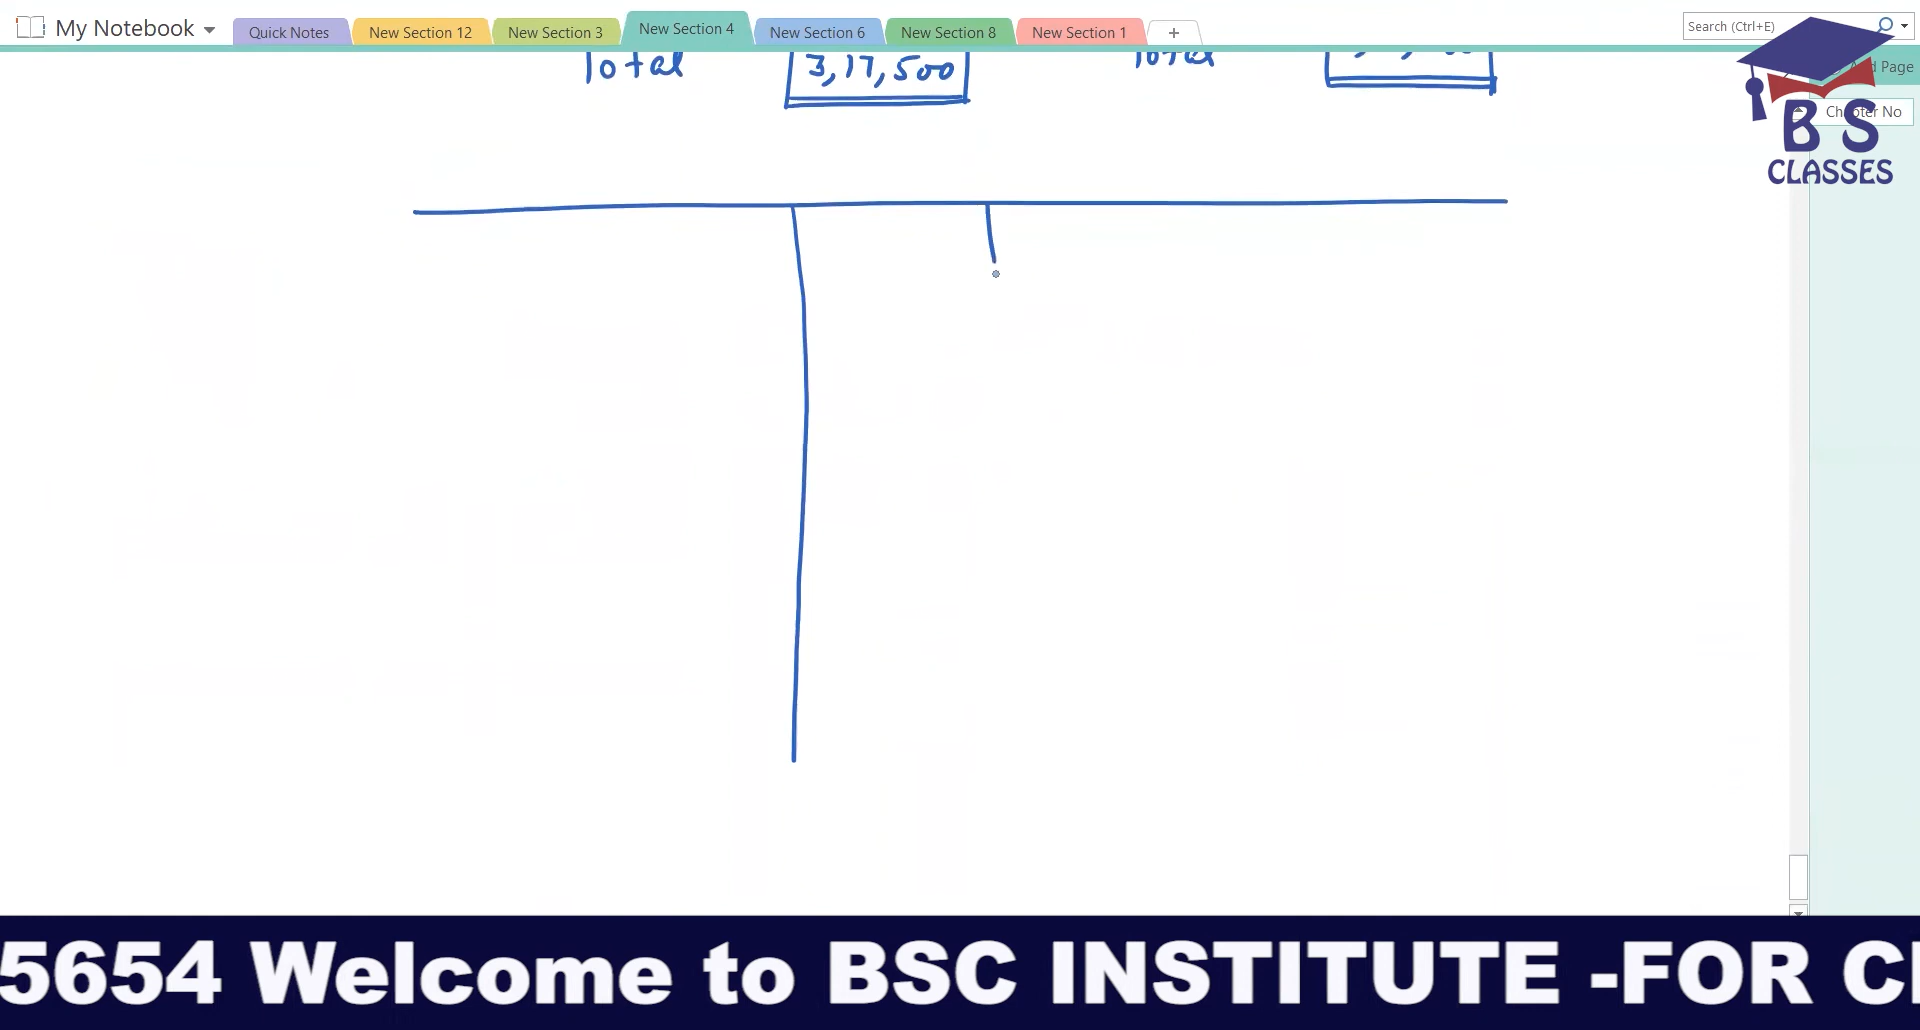 My Notebook
Quick Notes
New Section 12
New Section 3
New Section 4
New Section 6
New Section 8
New Section 1
+
Search (Ctrl+E)
Page
No
B S
CLASSES
Total 3,17,500 Total
5654 Welcome to BSC INSTITUTE -FOR